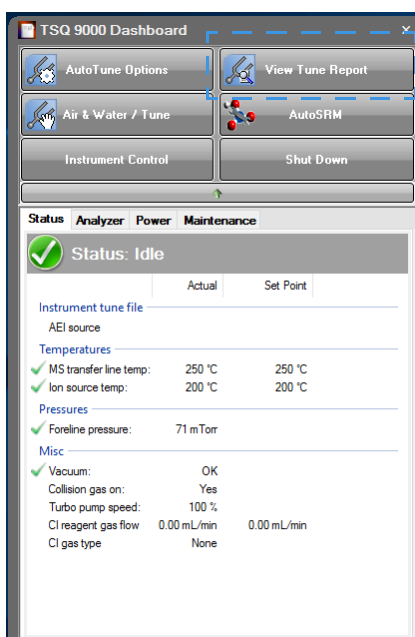 TSQ 9000 Dashboard
AutoTune Options
View Tune Report
Air & Water / Tune
AutoSRM
Instrument Control
Shut Down
Status Analyzer Power Maintenance
Status: Idle
Actual Set Point
Instrument tune file
AEI source
Temperatures
MS transfer line temp: 250 °C 250 °C
Ion source temp: 200 °C 200 °C
Pressures
Foreline pressure: 71 mTorr
Misc
Vacuum: OK
Collision gas on: Yes
Turbo pump speed: 100 %
CI reagent gas flow 0.00 mL/min 0.00 mL/min
CI gas type None